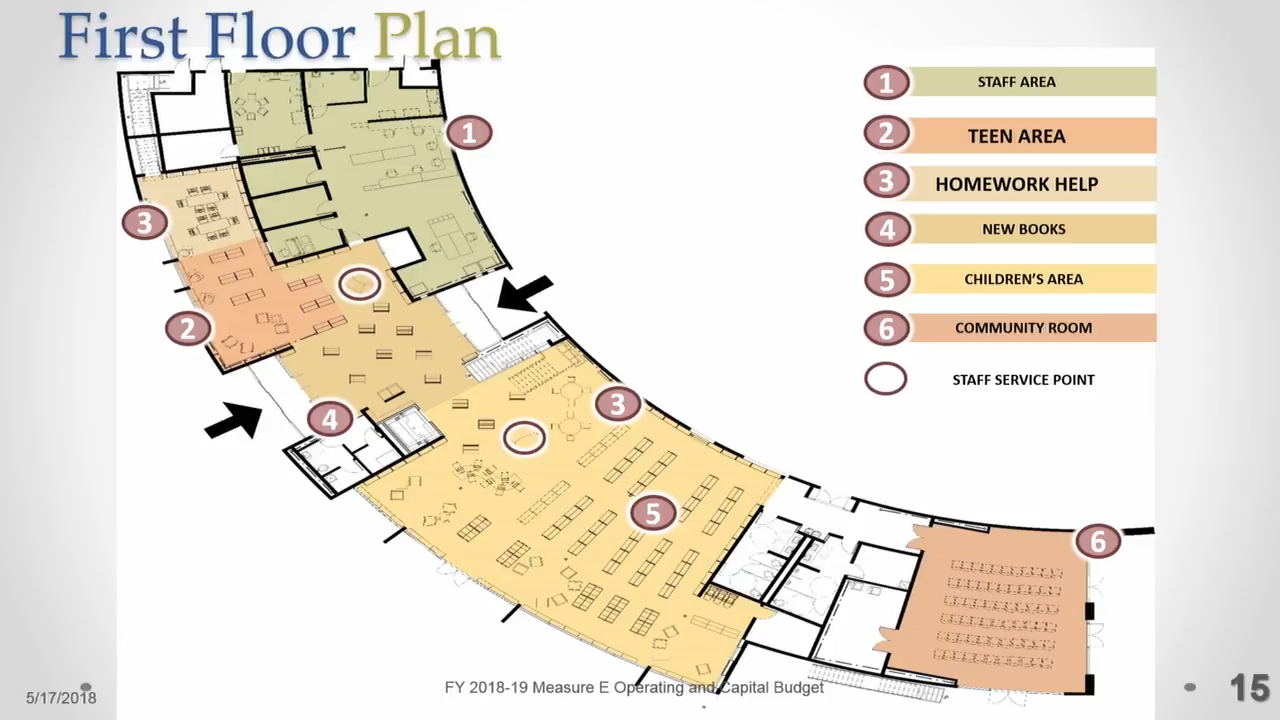 First Floor Plan
1 STAFF AREA
2 TEEN AREA
3 HOMEWORK HELP
4 NEW BOOKS
5 CHILDREN'S AREA
6 COMMUNITY ROOM
STAFF SERVICE POINT
1
3
2
4
3
5
6
5/17/2018
FY 2018-19 Measure E Operating and Capital Budget
15